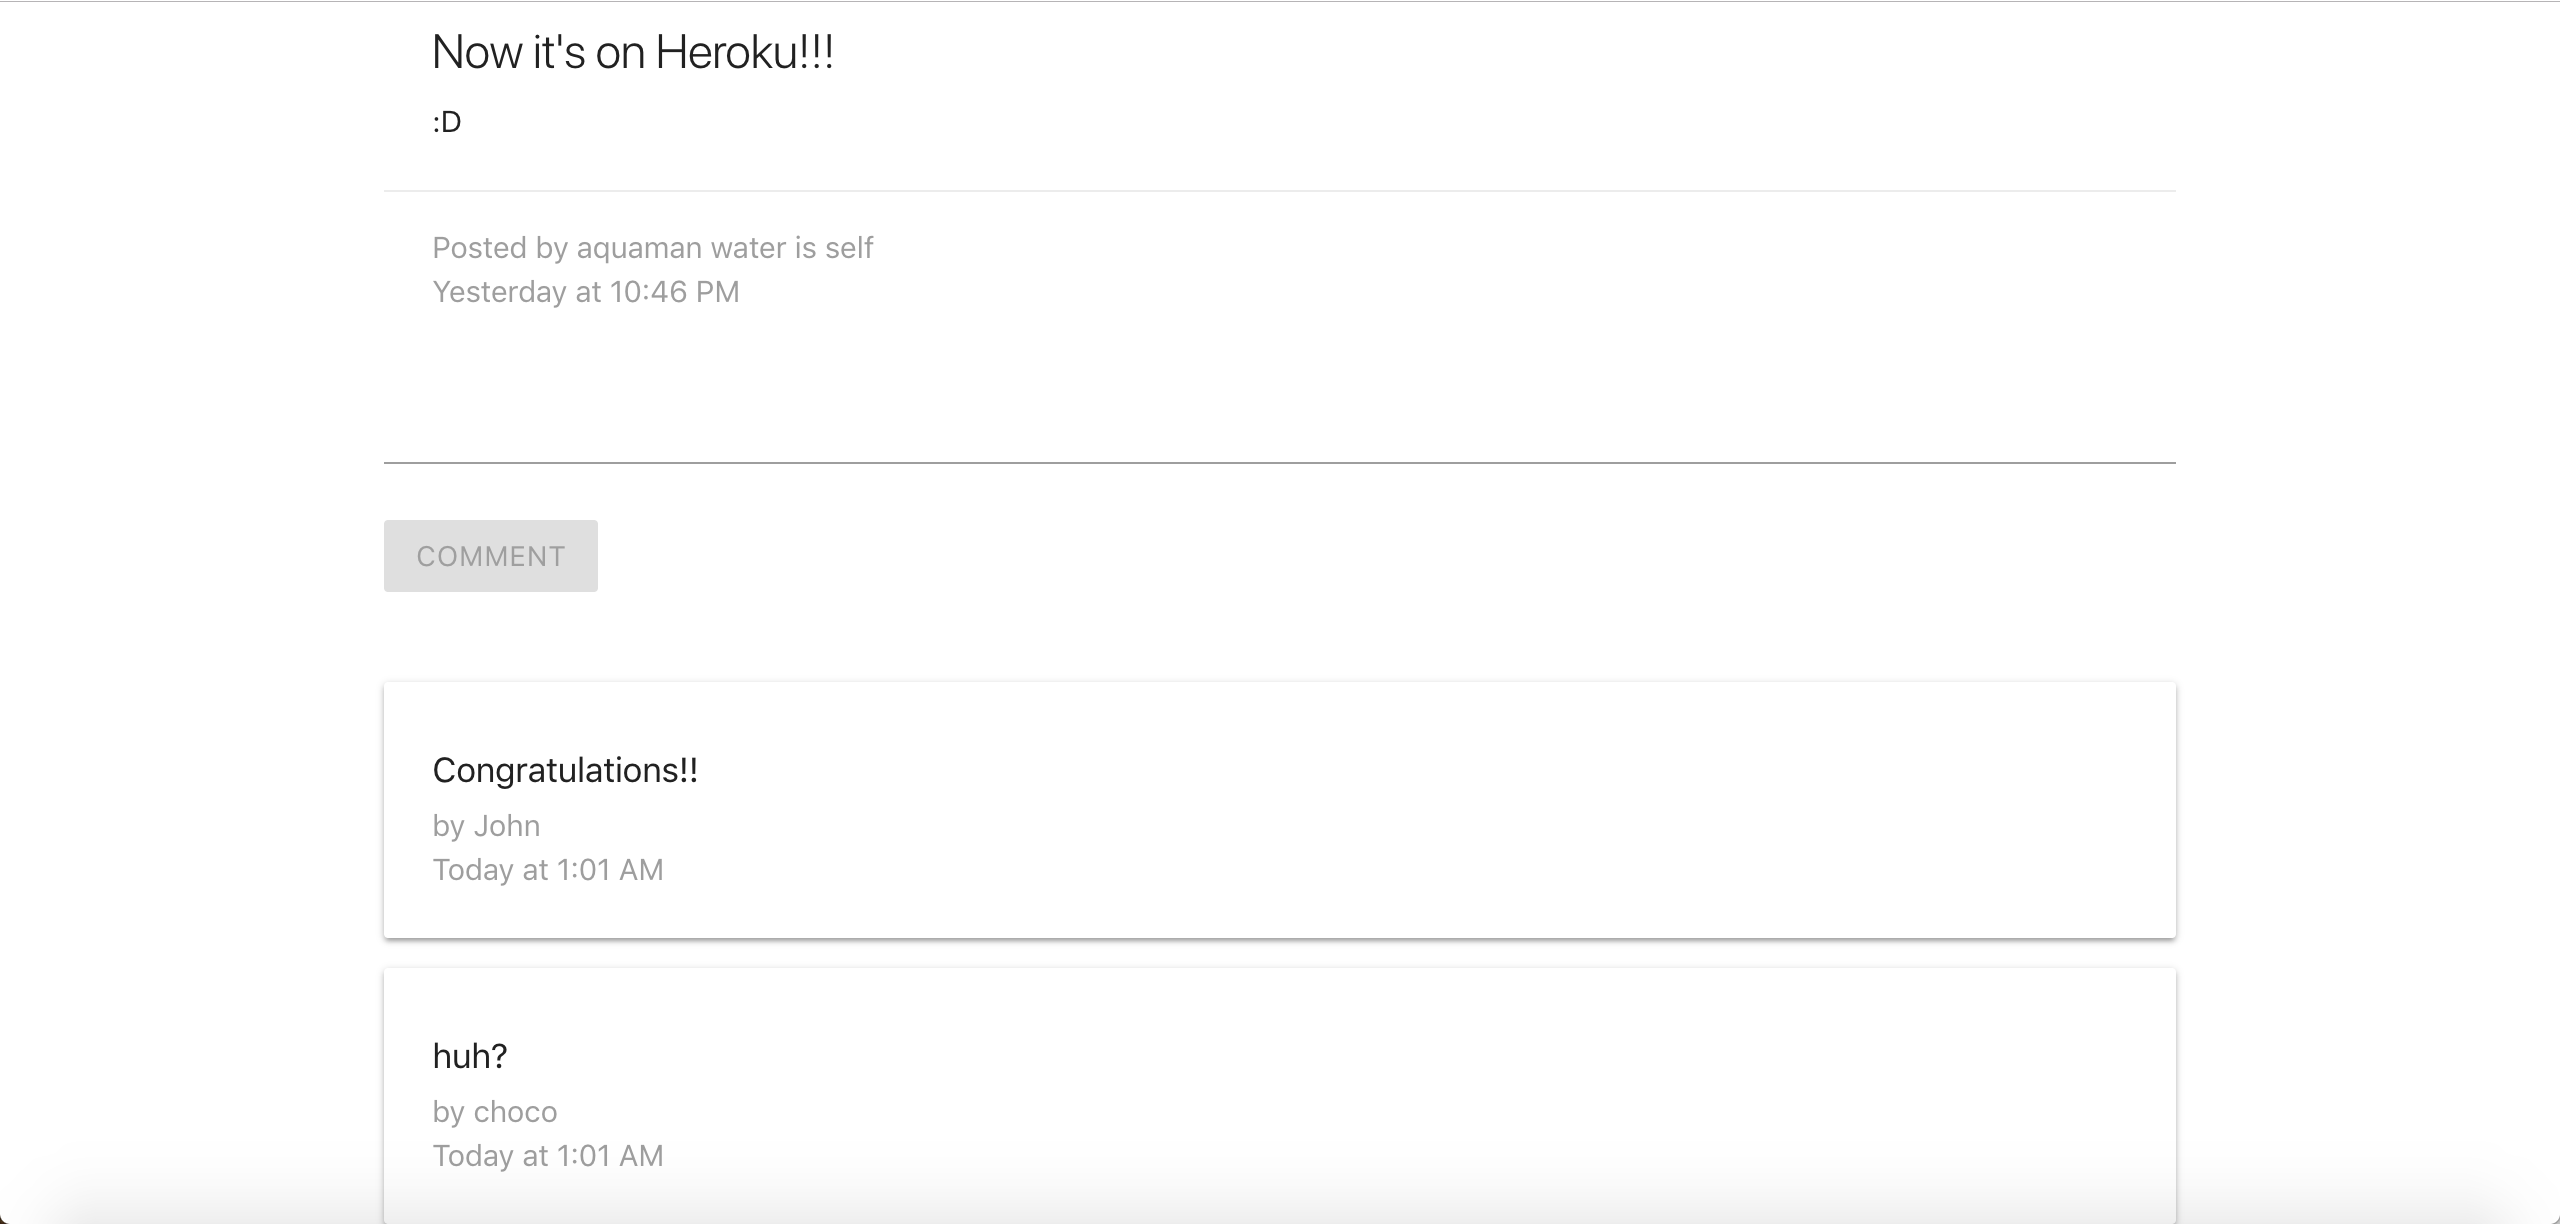 Now it's on Heroku!!!
:D
Posted by aquaman water is self
Yesterday at 10:46 PM
COMMENT
Congratulations!!
by John
Today at 1:01 AM
huh?
by choco
Today at 1:01 AM